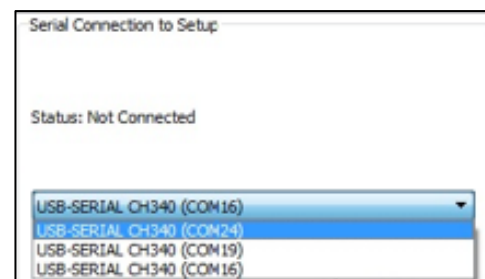 Serial Connection to Setup
Status: Not Connected
USB-SERIAL CH340 (COM16)
USB-SERIAL CH340 (COM24)
USB-SERIAL CH340 (COM19)
USB-SERIAL CH340 (COM16)